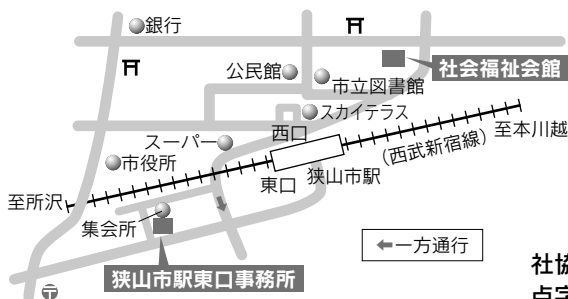 銀行
公民館
市立図書館
社会福祉会館
スカイテラス
西口
スーパー
至本川越
(西武新宿線)
市役所
東口
狭山市駅
至所沢
集会所
一方通行
狭山市駅東口事務所
社協
点字